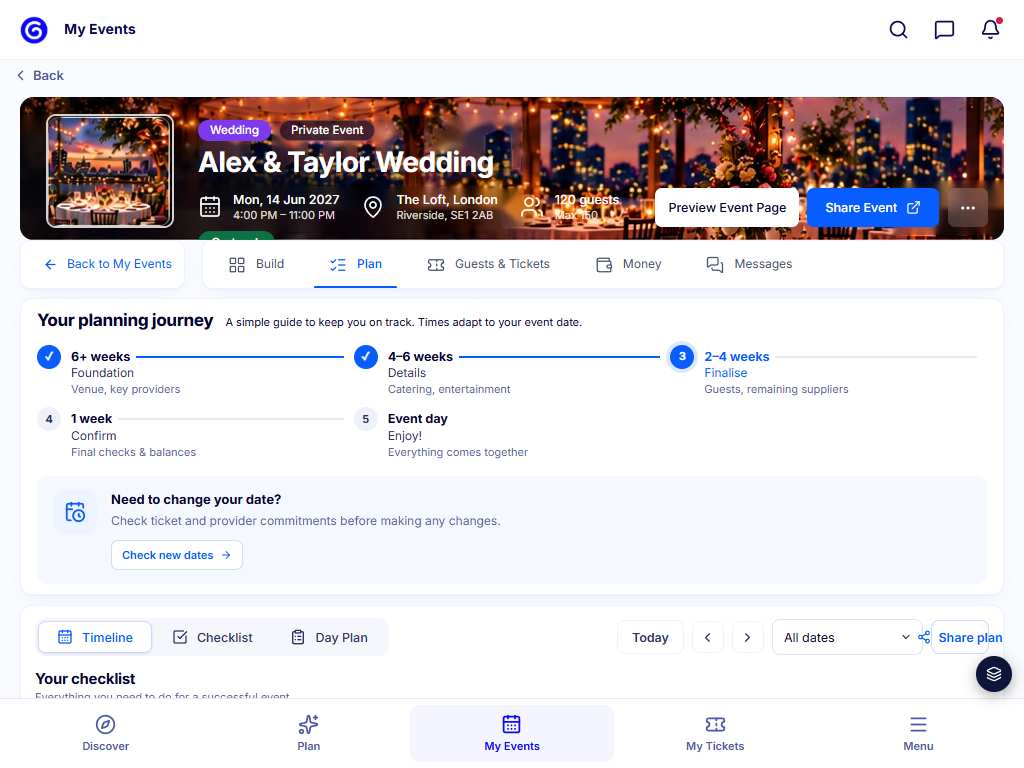 My Events
Back
Wedding
Private Event
Alex & Taylor Wedding
Mon, 14 Jun 2027
4:00 PM – 11:00 PM
The Loft, London
Riverside, SE1 2AB
120 guests
Max 150
Preview Event Page
Share Event
Back to My Events
Build
Plan
Guests & Tickets
Money
Messages
Your planning journey
A simple guide to keep you on track. Times adapt to your event date.
6+ weeks
Foundation
Venue, key providers
4–6 weeks
Details
Catering, entertainment
3
2–4 weeks
Finalise
Guests, remaining suppliers
4
1 week
Confirm
Final checks & balances
5
Event day
Enjoy!
Everything comes together
Need to change your date?
Check ticket and provider commitments before making any changes.
Check new dates
Timeline
Checklist
Day Plan
Today
All dates
Share plan
Your checklist
Everything you need to do for a successful event
Discover
Plan
My Events
My Tickets
Menu